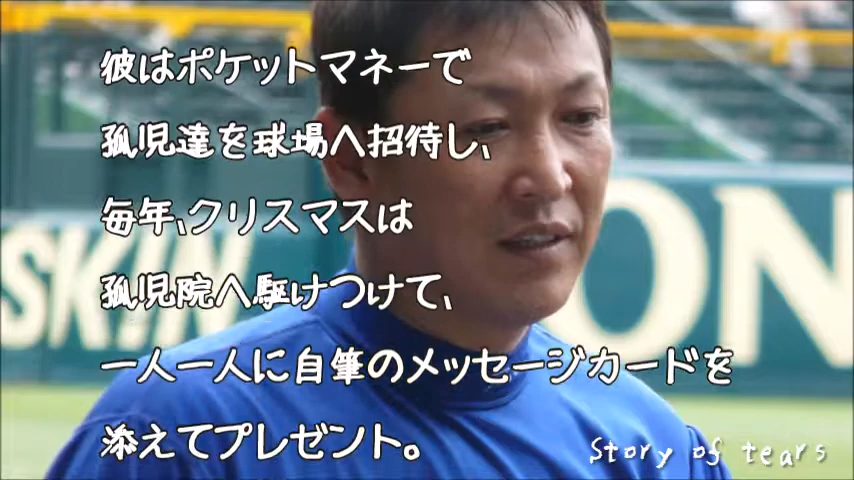 彼はポケットマネーで
孤児達を球場へ招待し、
毎年、クリスマスは
孤児院へ駆けつけて、
一人一人に自筆のメッセージカードを
添えてプレゼント。
SKIN
ON
Story of tears